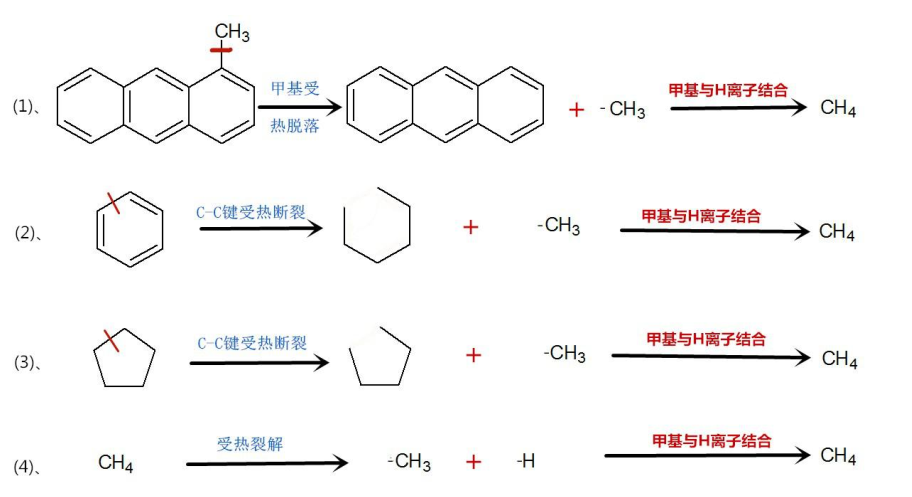 CH₃
(1)、
甲基受
热脱落
+
-CH₃
甲基与H离子结合
CH₄
(2)、
C-C键受热断裂
+
-CH₃
甲基与H离子结合
CH₄
(3)、
C-C键受热断裂
+
-CH₃
甲基与H离子结合
CH₄
(4)、
CH₄
受热裂解
-CH₃
+
-H
甲基与H离子结合
CH₄